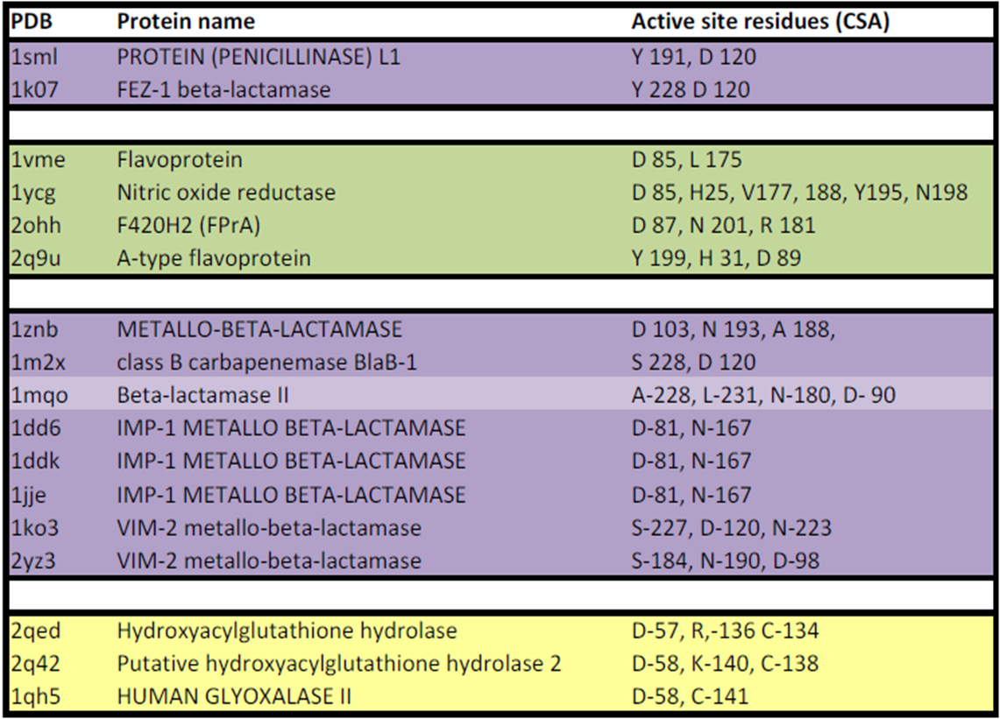 PDB Protein name Active site residues (CSA)
1sml PROTEIN (PENICILLINASE) L1 Y 191, D 120
1k07 FEZ-1 beta-lactamase Y 228 D 120
1vme Flavoprotein D 85, L 175
1ycg Nitric oxide reductase D 85, H25, V177, 188, Y195, N198
2ohh F420H2 (FPrA) D 87, N 201, R 181
2q9u A-type flavoprotein Y 199, H 31, D 89
1znb METALLO-BETA-LACTAMASE D 103, N 193, A 188,
1m2x class B carbapenemase BlaB-1 S 228, D 120
1mqo Beta-lactamase II A-228, L-231, N-180, D- 90
1dd6 IMP-1 METALLO BETA-LACTAMASE D-81, N-167
1ddk IMP-1 METALLO BETA-LACTAMASE D-81, N-167
1jje IMP-1 METALLO BETA-LACTAMASE D-81, N-167
1ko3 VIM-2 metallo-beta-lactamase S-227, D-120, N-223
2yz3 VIM-2 metallo-beta-lactamase S-184, N-190, D-98
2qed Hydroxyacylglutathione hydrolase D-57, R,-136 C-134
2q42 Putative hydroxyacylglutathione hydrolase 2 D-58, K-140, C-138
1qh5 HUMAN GLYOXALASE II D-58, C-141